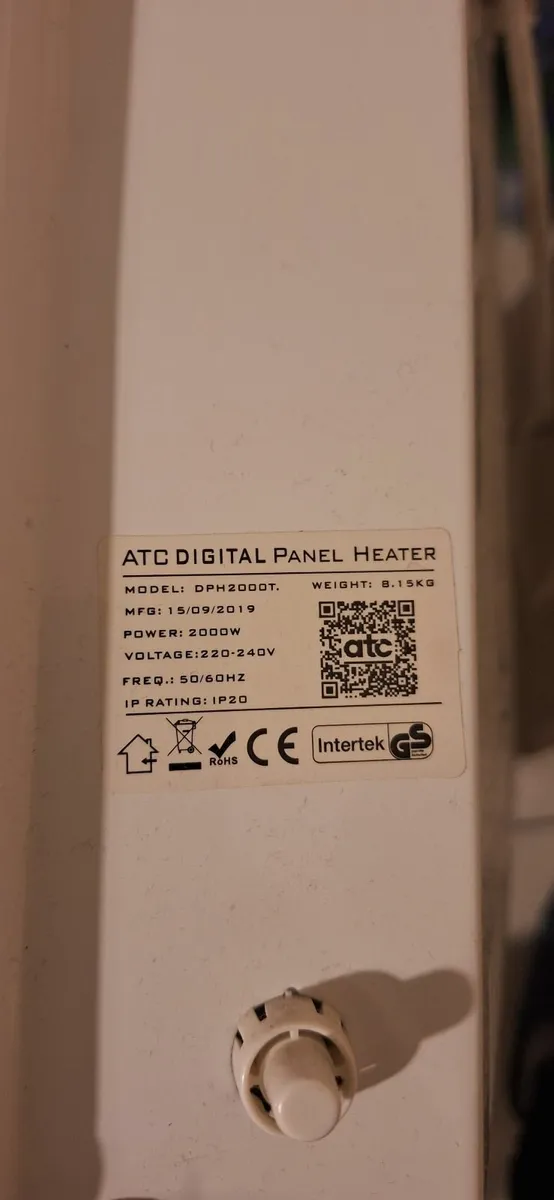 ATC DIGITAL PANEL HEATER
MODEL: DPH2000T. WEIGHT: 8.15KG
MFG: 15/09/2019
POWER: 2000W
VOLTAGE:220-240V
FREQ.: 50/60HZ
IP RATING: IP20
atc
RoHS
CE
Intertek GS